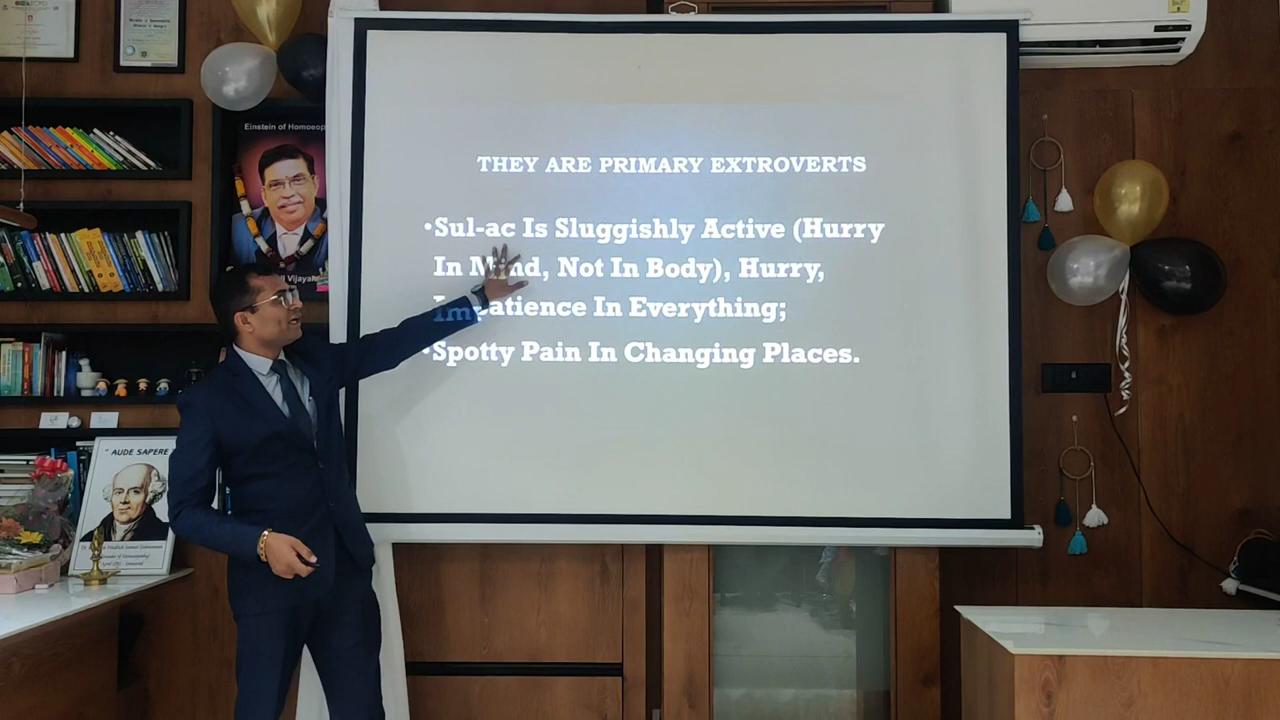 Einstein of Homoeop
THEY ARE PRIMARY EXTROVERTS
•Sul-ac Is Sluggishly Active (Hurry
In Mind, Not In Body), Hurry,
Impatience In Everything;
•Spotty Pain In Changing Places.
l Vijaya
" AUDE SAPERE